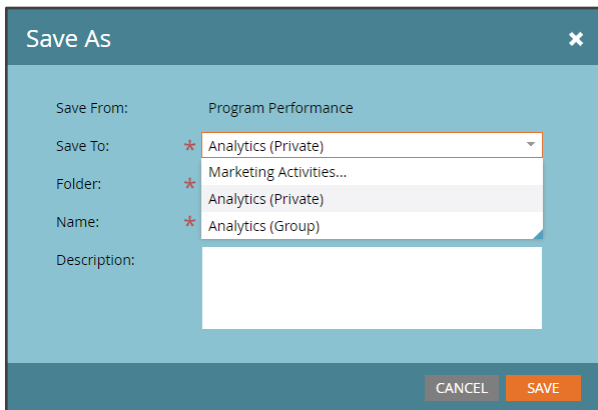 Save As
Save From: Program Performance
Save To: * Analytics (Private)
Marketing Activities...
Folder: * Analytics (Private)
Name: * Analytics (Group)
Description:
CANCEL SAVE